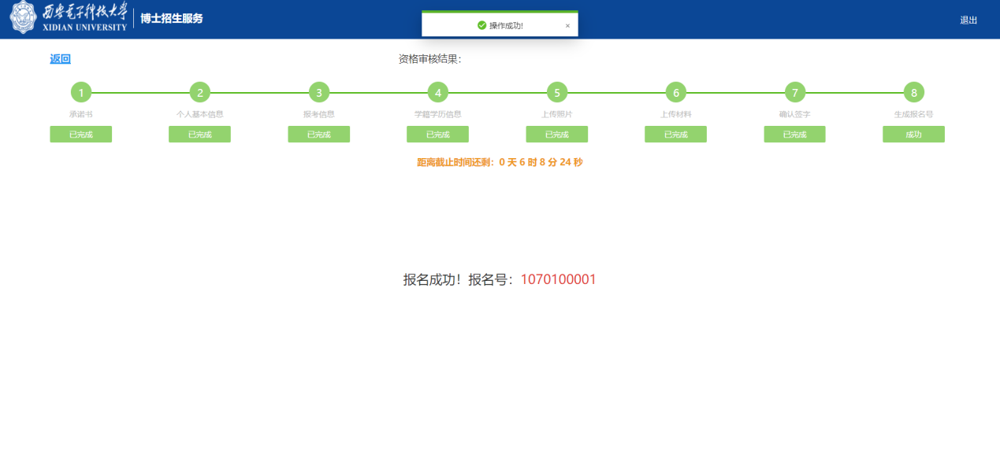 西安电子科技大学
XIDIAN UNIVERSITY
博士招生服务
操作成功!
×
退出
返回
资格审核结果：
1 2 3 4 5 6 7 8
承诺书 个人基本信息 报考信息 学籍学历信息 上传照片 上传材料 确认签字 生成报名号
已完成 已完成 已完成 已完成 已完成 已完成 已完成 成功
距离截止时间还剩：0 天 6 时 8 分 24 秒
报名成功！报名号：1070100001